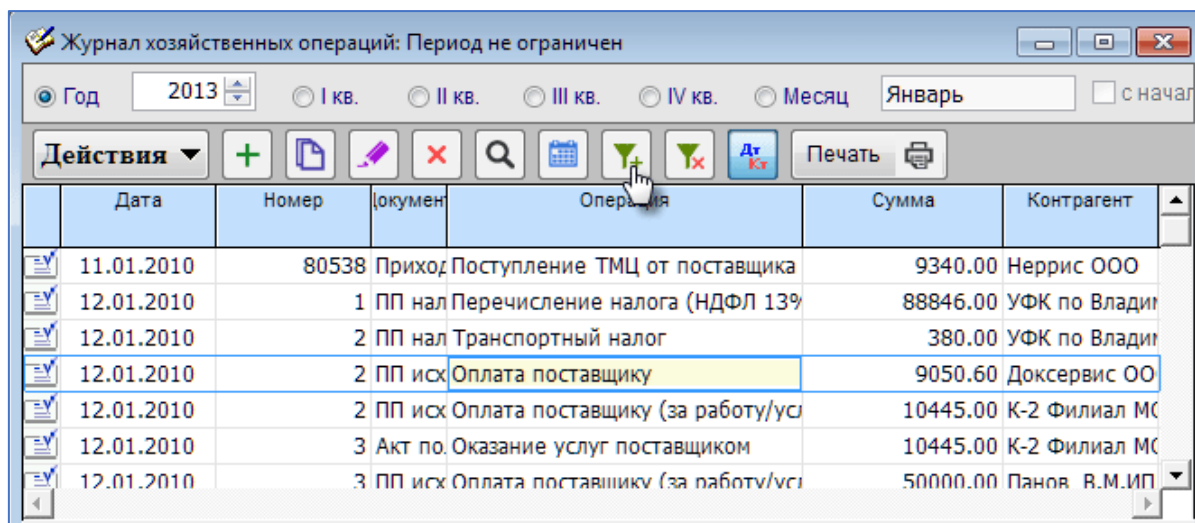 Журнал хозяйственных операций: Период не ограничен
Год 2013 I кв. II кв. III кв. IV кв. Месяц Январь с начал
Действия Дт Кт Печать
Дата Номер Операция Сумма Контрагент
11.01.2010 80538 Приход Поступление ТМЦ от поставщика 9340.00 Неррис ООО
12.01.2010 1 ПП нал Перечисление налога (НДФЛ 13% 88846.00 УФК по Владим
12.01.2010 2 ПП нал Транспортный налог 380.00 УФК по Владим
12.01.2010 2 ПП исх Оплата поставщику 9050.60 Доксервис ОО
12.01.2010 2 ПП исх Оплата поставщику (за работу/усл 10445.00 К-2 Филиал МО
12.01.2010 3 Акт по. Оказание услуг поставщиком 10445.00 К-2 Филиал МО
12.01.2010 3 ПП исх Оплата поставщику (за работу/усл 50000.00 Панов В.М.ИП